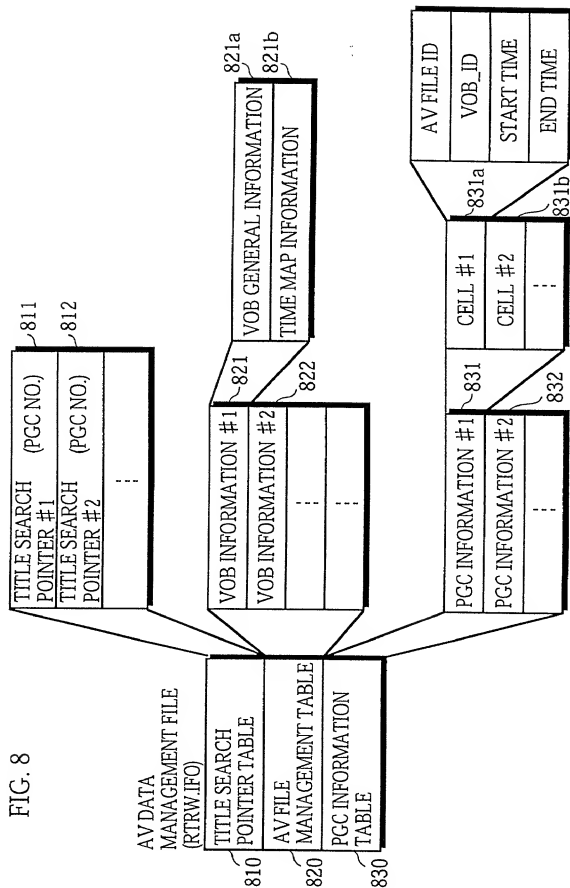 FIG. 8
AV DATA
MANAGEMENT FILE
(RTRW.IFO)
810
TITLE SEARCH
POINTER TABLE
820
AV FILE
MANAGEMENT TABLE
830
PGC INFORMATION
TABLE
TITLE SEARCH (PGC NO.)
POINTER #1
811
TITLE SEARCH (PGC NO.)
POINTER #2
812
VOB INFORMATION #1
821
VOB INFORMATION #2
822
VOB GENERAL INFORMATION
821a
TIME MAP INFORMATION
821b
PGC INFORMATION #1
831
PGC INFORMATION #2
832
CELL #1
831a
CELL #2
831b
AV FILE ID
VOB_ID
START TIME
END TIME